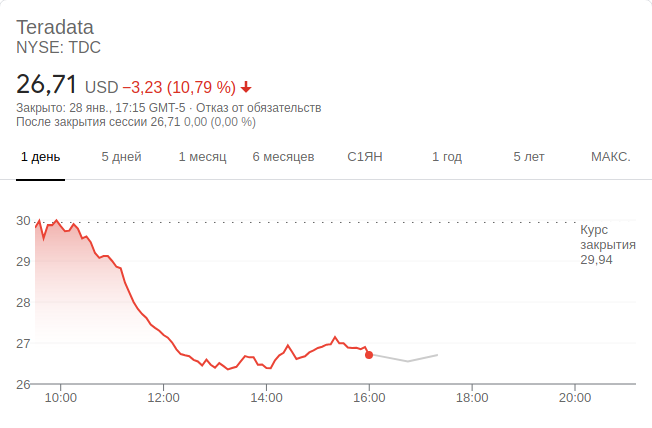 Teradata
NYSE: TDC
26,71 USD −3,23 (10,79 %)
Закрыто: 28 янв., 17:15 GMT-5 · Отказ от обязательств
После закрытия сессии 26,71 0,00 (0,00 %)
1 день 5 дней 1 месяц 6 месяцев С1ЯН 1 год 5 лет МАКС.
30
29
28
27
26
Курс
закрытия
29,94
10:00 12:00 14:00 16:00 18:00 20:00